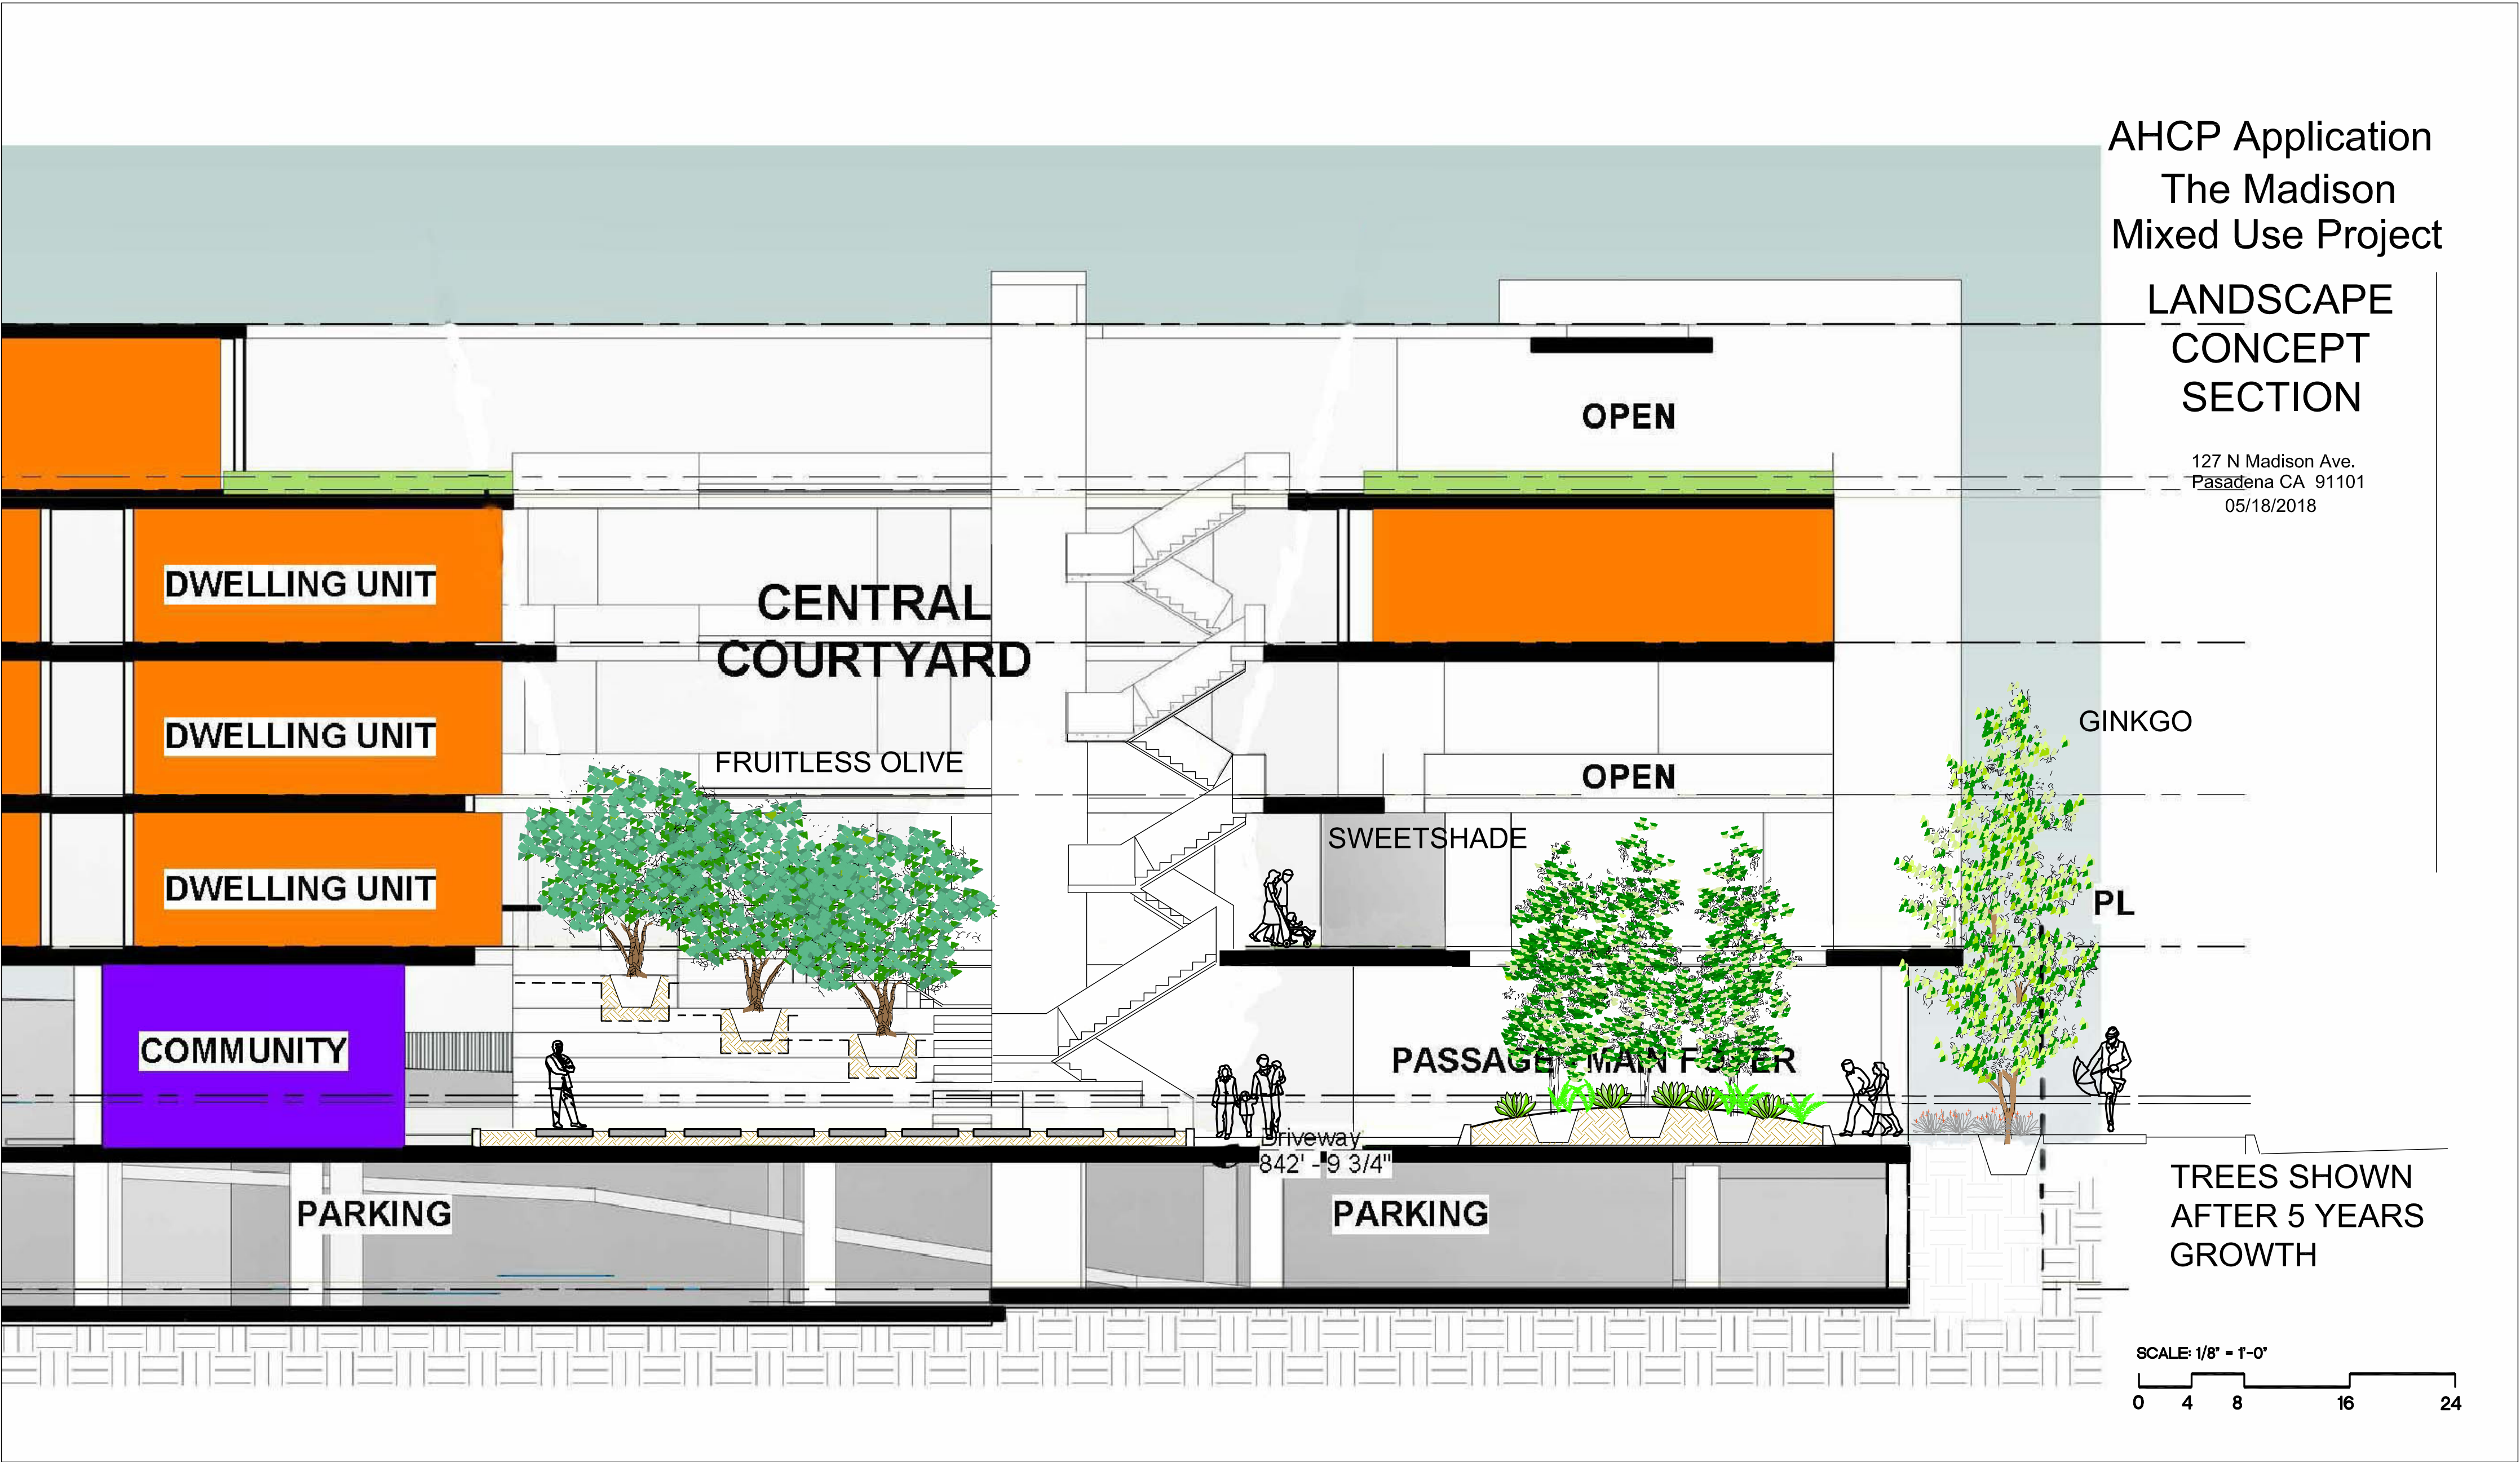 AHCP Application
The Madison
Mixed Use Project
LANDSCAPE
CONCEPT
SECTION
127 N Madison Ave.
Pasadena CA 91101
05/18/2018
OPEN
DWELLING UNIT
CENTRAL
COURTYARD
DWELLING UNIT
GINKGO
FRUITLESS OLIVE
OPEN
SWEETSHADE
DWELLING UNIT
PL
COMMUNITY
PASSAGE MAIN FOYER
Driveway
842' - 9 3/4"
PARKING
PARKING
TREES SHOWN
AFTER 5 YEARS
GROWTH
SCALE: 1/8" = 1'-0"
0 4 8 16 24